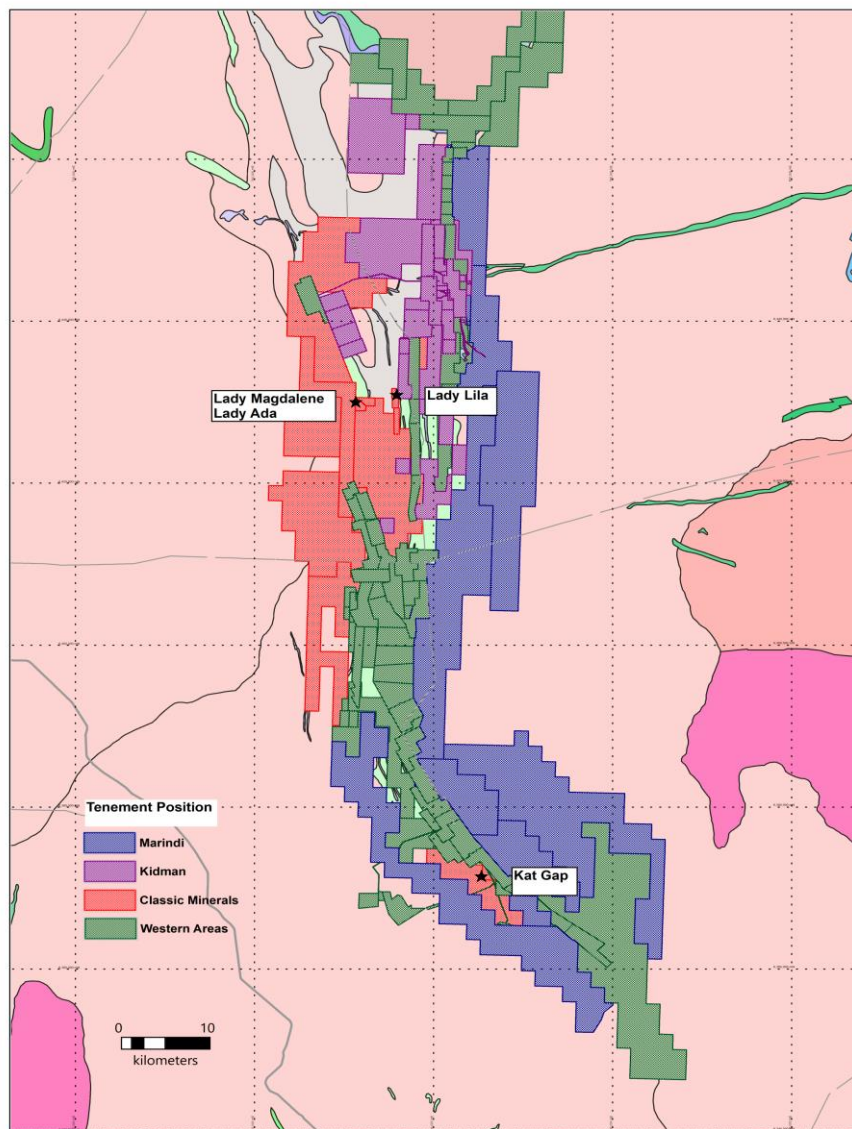 Lady Magdalene
Lady Ada
Lady Lila
Tenement Position
Marindi
Kidman
Classic Minerals
Western Areas
Kat Gap
0 10
kilometers